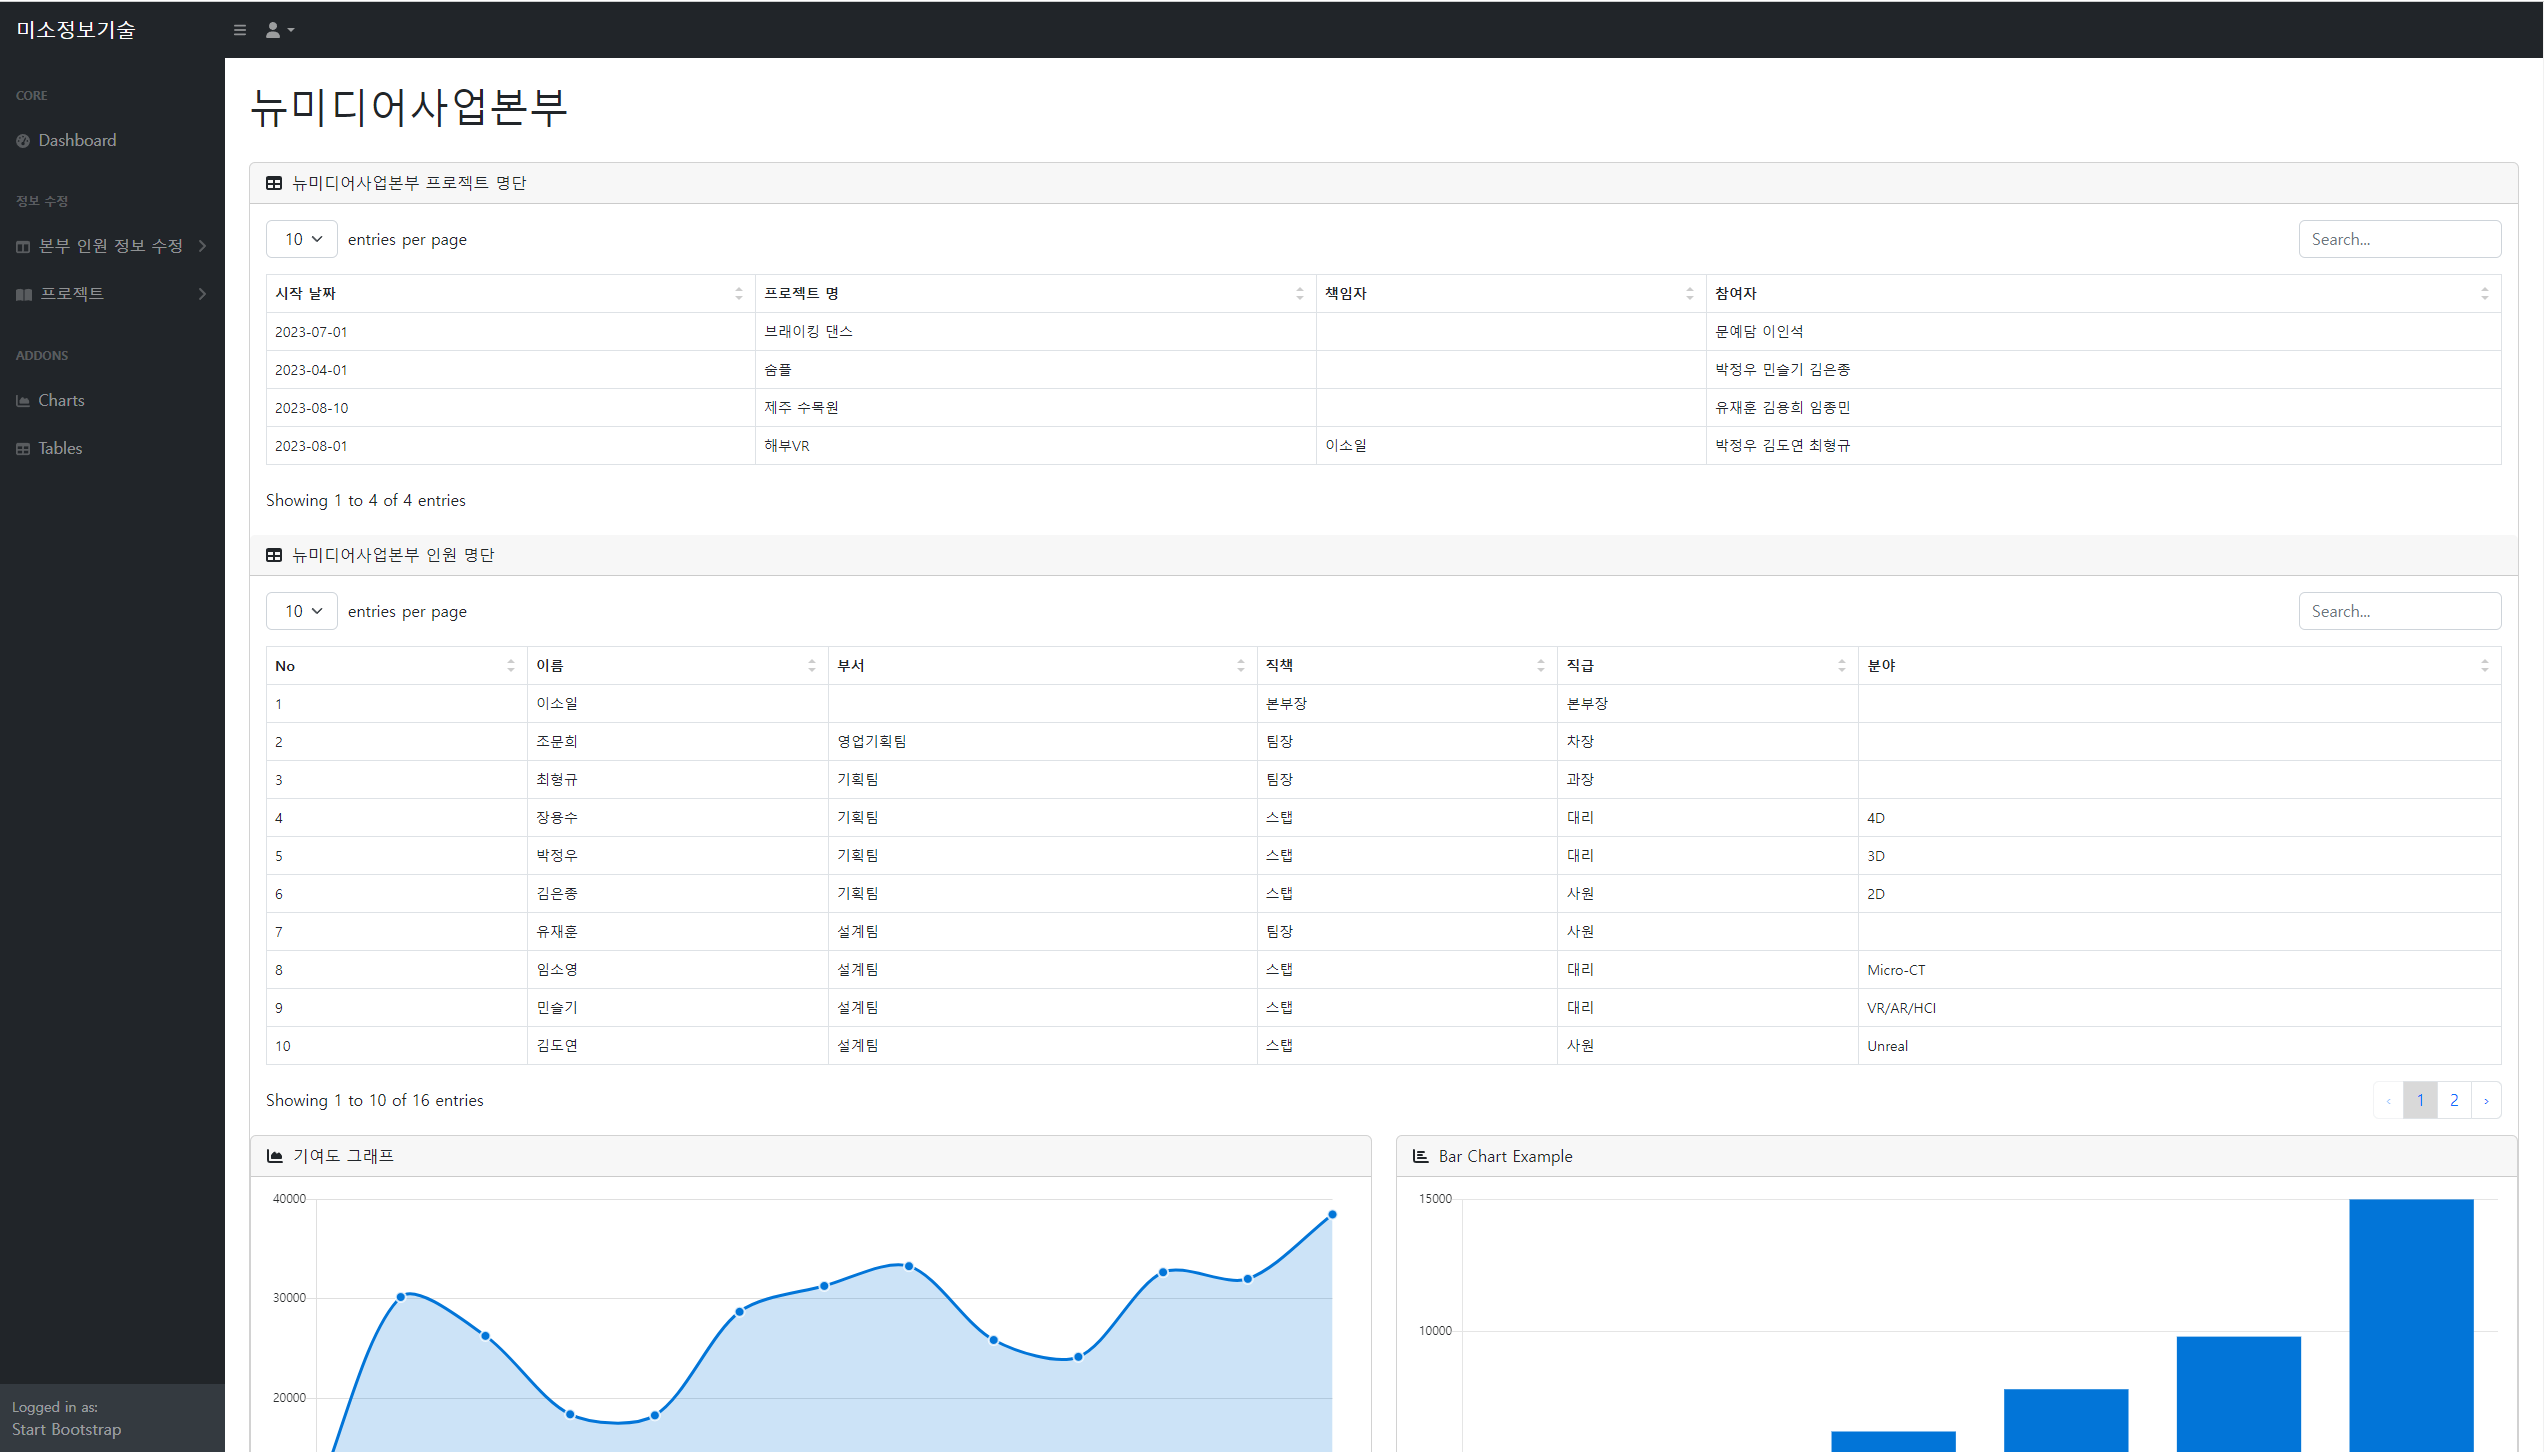 미소정보기술
CORE
Dashboard
정보 수정
본부 인원 정보 수정
프로젝트
ADDONS
Charts
Tables
Logged in as:
Start Bootstrap
뉴미디어사업본부
뉴미디어사업본부 프로젝트 명단
10 entries per page Search...
시작 날짜 프로젝트 명 책임자 참여자
2023-07-01 브래이킹 댄스 문예담 이인석
2023-04-01 숨플 박정우 민슬기 김은종
2023-08-10 제주 수목원 유재훈 김용희 임종민
2023-08-01 해부VR 이소일 박정우 김도연 최형규
Showing 1 to 4 of 4 entries
뉴미디어사업본부 인원 명단
10 entries per page Search...
No 이름 부서 직책 직급 분야
1 이소일 본부장 본부장
2 조문희 영업기획팀 팀장 차장
3 최형규 기획팀 팀장 과장
4 장용수 기획팀 스탭 대리 4D
5 박정우 기획팀 스탭 대리 3D
6 김은종 기획팀 스탭 사원 2D
7 유재훈 설계팀 팀장 사원
8 임소영 설계팀 스탭 대리 Micro-CT
9 민슬기 설계팀 스탭 대리 VR/AR/HCI
10 김도연 설계팀 스탭 사원 Unreal
Showing 1 to 10 of 16 entries ‹ 1 2 ›
기여도 그래프
40000
30000
20000
Bar Chart Example
15000
10000